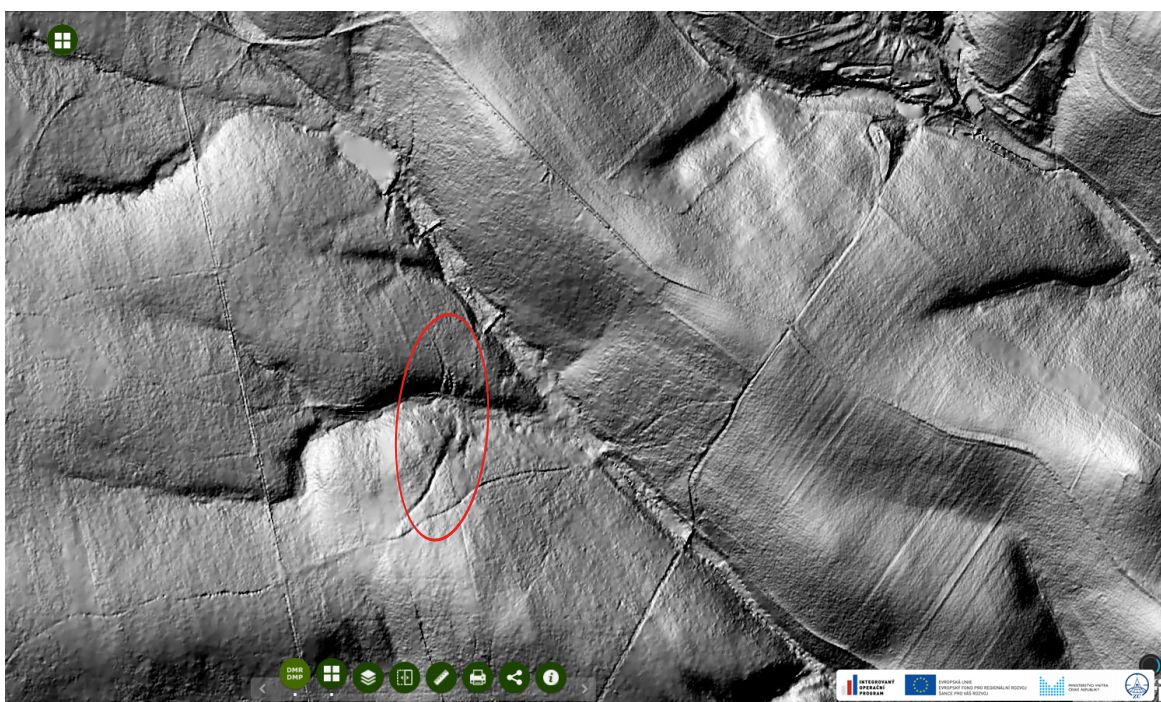 DMR
DMP
INTEGROVANÝ
OPERAČNÍ
PROGRAM
EVROPSKÁ UNIE
EVROPSKÝ FOND PRO REGIONÁLNÍ ROZVOJ
ŠANCE PRO VÁŠ ROZVOJ
MINISTERSTVO VNITRA
ČESKÉ REPUBLIKY